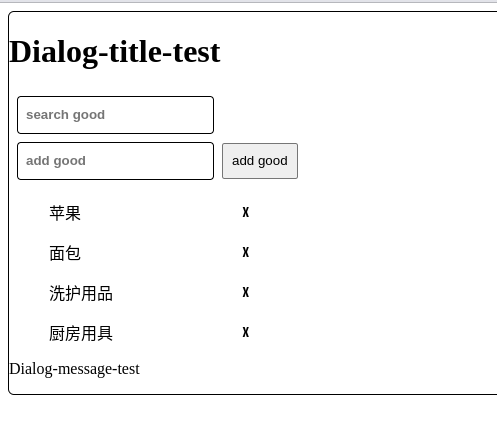 Dialog-title-test
search good
add good add good
苹果 X
面包 X
洗护用品 X
厨房用具 X
Dialog-message-test